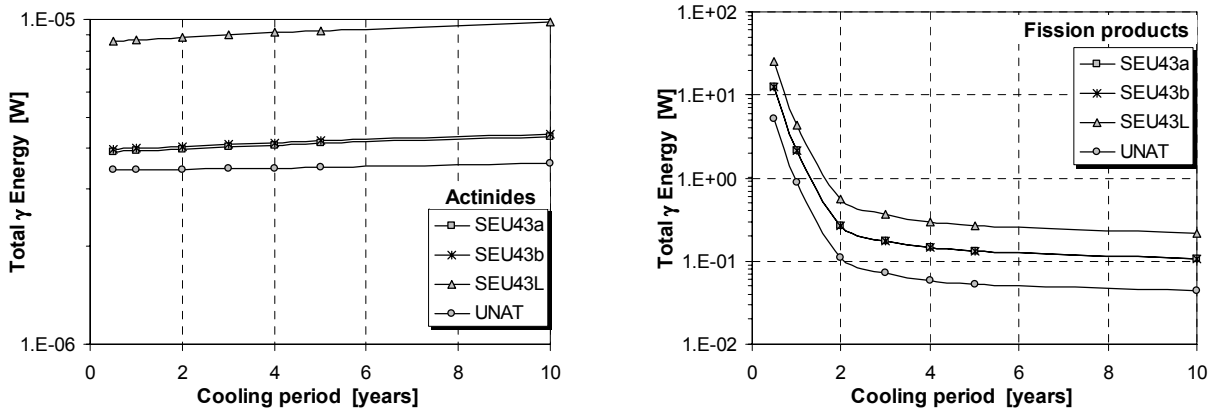 1.E-05
Total γ Energy [W]
Actinides
SEU43a
SEU43b
SEU43L
UNAT
1.E-06
0 2 4 6 8 10
Cooling period [years]
1.E+02
Fission products
SEU43a
SEU43b
SEU43L
UNAT
1.E+01
1.E+00
1.E-01
1.E-02
Total γ Energy [W]
0 2 4 6 8 10
Cooling period [years]